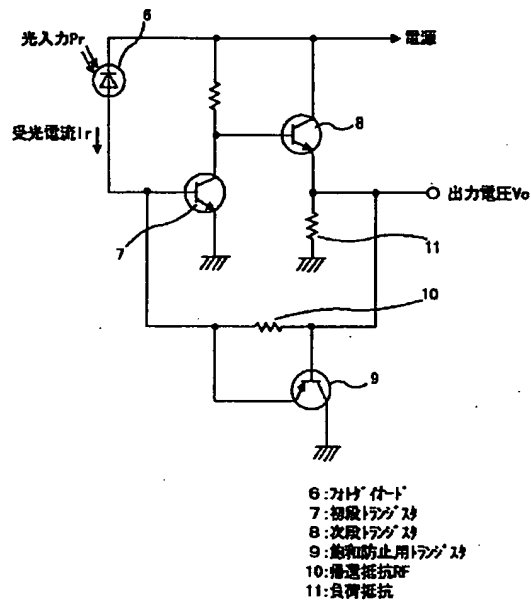 6
光入力Pr
電源
8
受光電流Ir
出力電圧Vo
7
11
10
9
6:ﾌｫﾄﾀﾞｲｵｰﾄﾞ
7:初段ﾄﾗﾝｼﾞｽﾀ
8:次段ﾄﾗﾝｼﾞｽﾀ
9:飽和防止用ﾄﾗﾝｼﾞｽﾀ
10:帰還抵抗RF
11:負荷抵抗